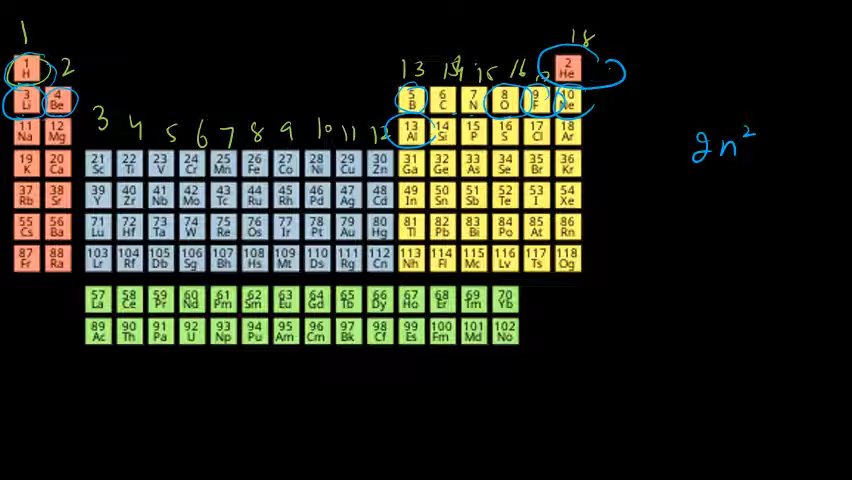 1 18
1 2 13 14 15 16 2
H He
3 4 5 6 7 8 9 10
Li Be B C N O F Ne
11 12 3 4 5 6 7 8 9 10 11 12 13 14 15 16 17 18
Na Mg Al Si P S Cl Ar
2n²
19 20 21 22 23 24 25 26 27 28 29 30 31 32 33 34 35 36
K Ca Sc Ti V Cr Mn Fe Co Ni Cu Zn Ga Ge As Se Br Kr
37 38 39 40 41 42 43 44 45 46 47 48 49 50 51 52 53 54
Rb Sr Y Zr Nb Mo Tc Ru Rh Pd Ag Cd In Sn Sb Te I Xe
55 56 71 72 73 74 75 76 77 78 79 80 81 82 83 84 85 86
Cs Ba Lu Hf Ta W Re Os Ir Pt Au Hg Tl Pb Bi Po At Rn
87 88 103 104 105 106 107 108 109 110 111 112 113 114 115 116 117 118
Fr Ra Lr Rf Db Sg Bh Hs Mt Ds Rg Cn Nh Fl Mc Lv Ts Og
57 58 59 60 61 62 63 64 65 66 67 68 69 70
La Ce Pr Nd Pm Sm Eu Gd Tb Dy Ho Er Tm Yb
89 90 91 92 93 94 95 96 97 98 99 100 101 102
Ac Th Pa U Np Pu Am Cm Bk Cf Es Fm Md No